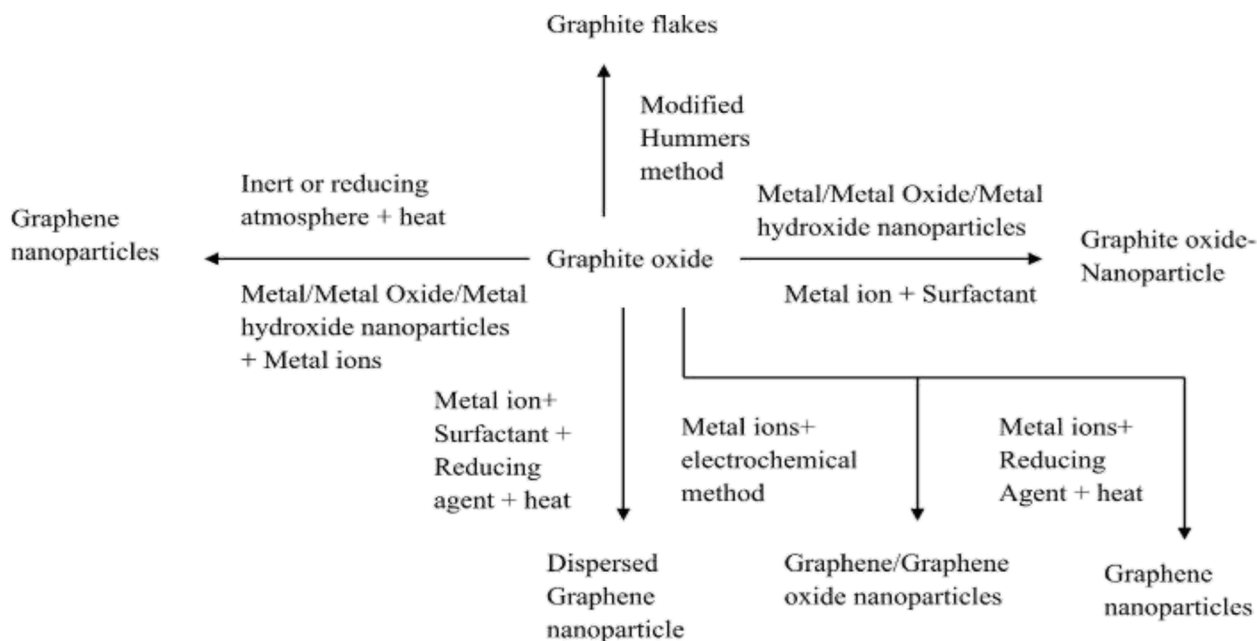 Graphite flakes
Modified
Hummers
method
Inert or reducing
atmosphere + heat
Metal/Metal Oxide/Metal
hydroxide nanoparticles
Graphene
nanoparticles
Graphite oxide
Graphite oxide-
Nanoparticle
Metal/Metal Oxide/Metal
hydroxide nanoparticles
+ Metal ions
Metal ion + Surfactant
Metal ion+
Surfactant +
Reducing
agent + heat
Metal ions+
electrochemical
method
Metal ions+
Reducing
Agent + heat
Dispersed
Graphene
nanoparticle
Graphene/Graphene
oxide nanoparticles
Graphene
nanoparticles